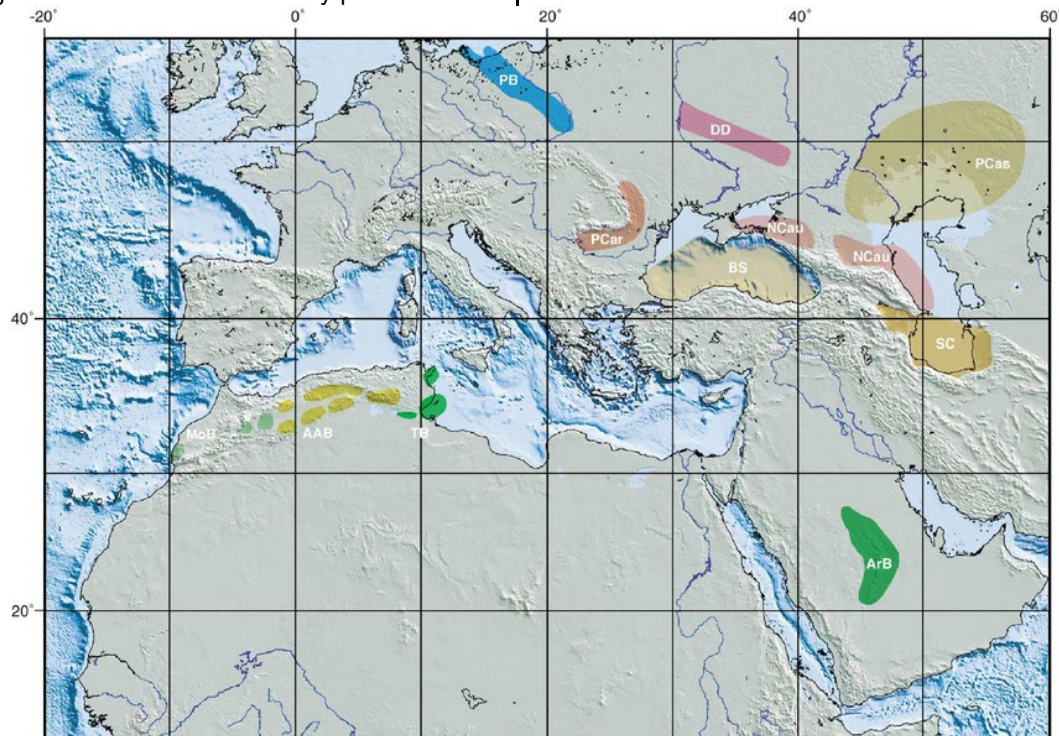 -20° 0° 20° 40° 60°
PB
DD
PCas
PCar
NCau
NCau
BS
40°
SC
MoB
AAB
TB
ArB
20°